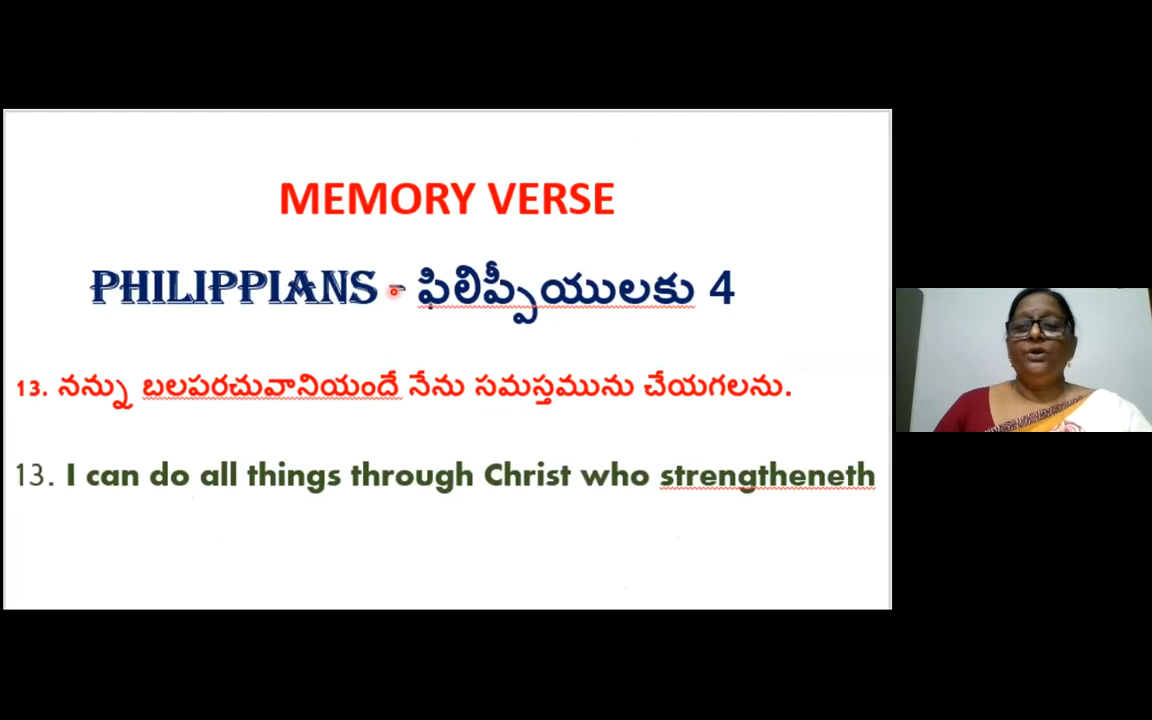 MEMORY VERSE
PHILIPPIANS - ఫిలిప్పీయులకు 4
13. నన్ను బలపరచువానియందే నేను సమస్తమును చేయగలను.
13. I can do all things through Christ who strengtheneth